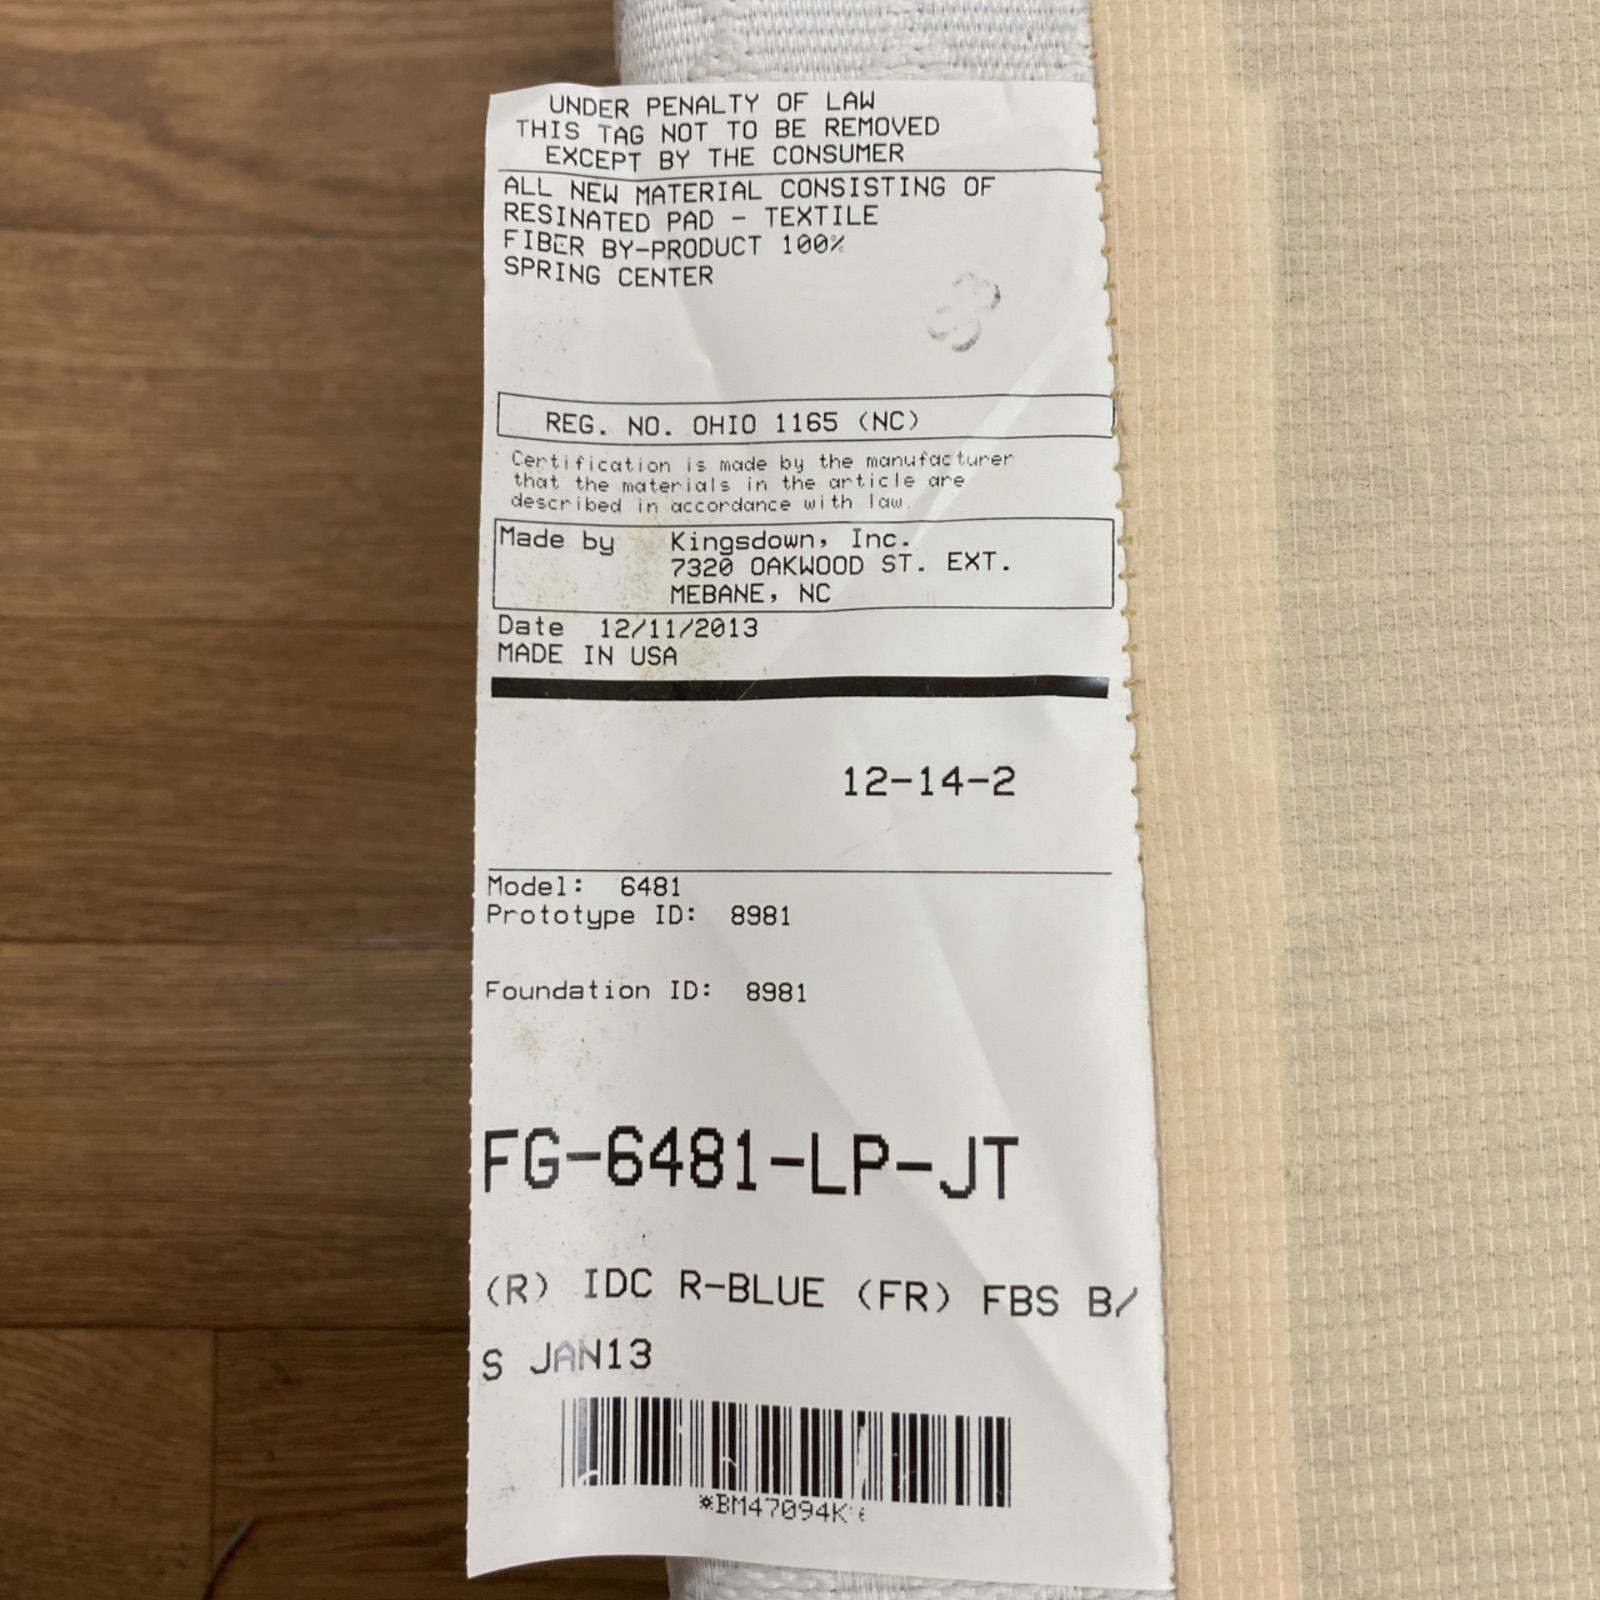 UNDER PENALTY OF LAW
THIS TAG NOT TO BE REMOVED
EXCEPT BY THE CONSUMER
ALL NEW MATERIAL CONSISTING OF
RESINATED PAD - TEXTILE
FIBER BY-PRODUCT 100%
SPRING CENTER
REG. NO. OHIO 1165 (NC)
Certification is made by the manufacturer
that the materials in the article are
described in accordance with law.
Made by Kingsdown, Inc.
7320 OAKWOOD ST. EXT.
MEBANE, NC
Date 12/11/2013
MADE IN USA
12-14-2
Model: 6481
Prototype ID: 8981
Foundation ID: 8981
FG-6481-LP-JT
(R) IDC R-BLUE (FR) FBS B/
S JAN13
*BM47094K*